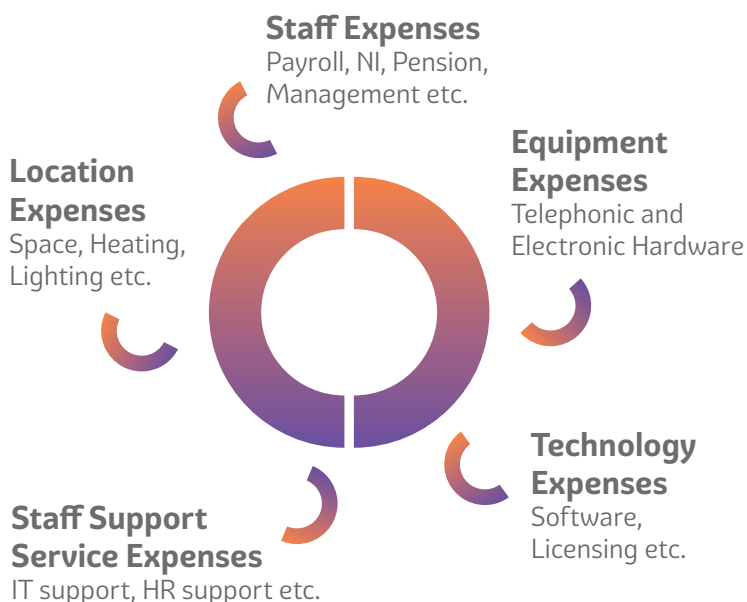 Staff Expenses
Payroll, NI, Pension,
Management etc.
Equipment
Expenses
Telephonic and
Electronic Hardware
Location
Expenses
Space, Heating,
Lighting etc.
Technology
Expenses
Software,
Licensing etc.
Staff Support
Service Expenses
IT support, HR support etc.